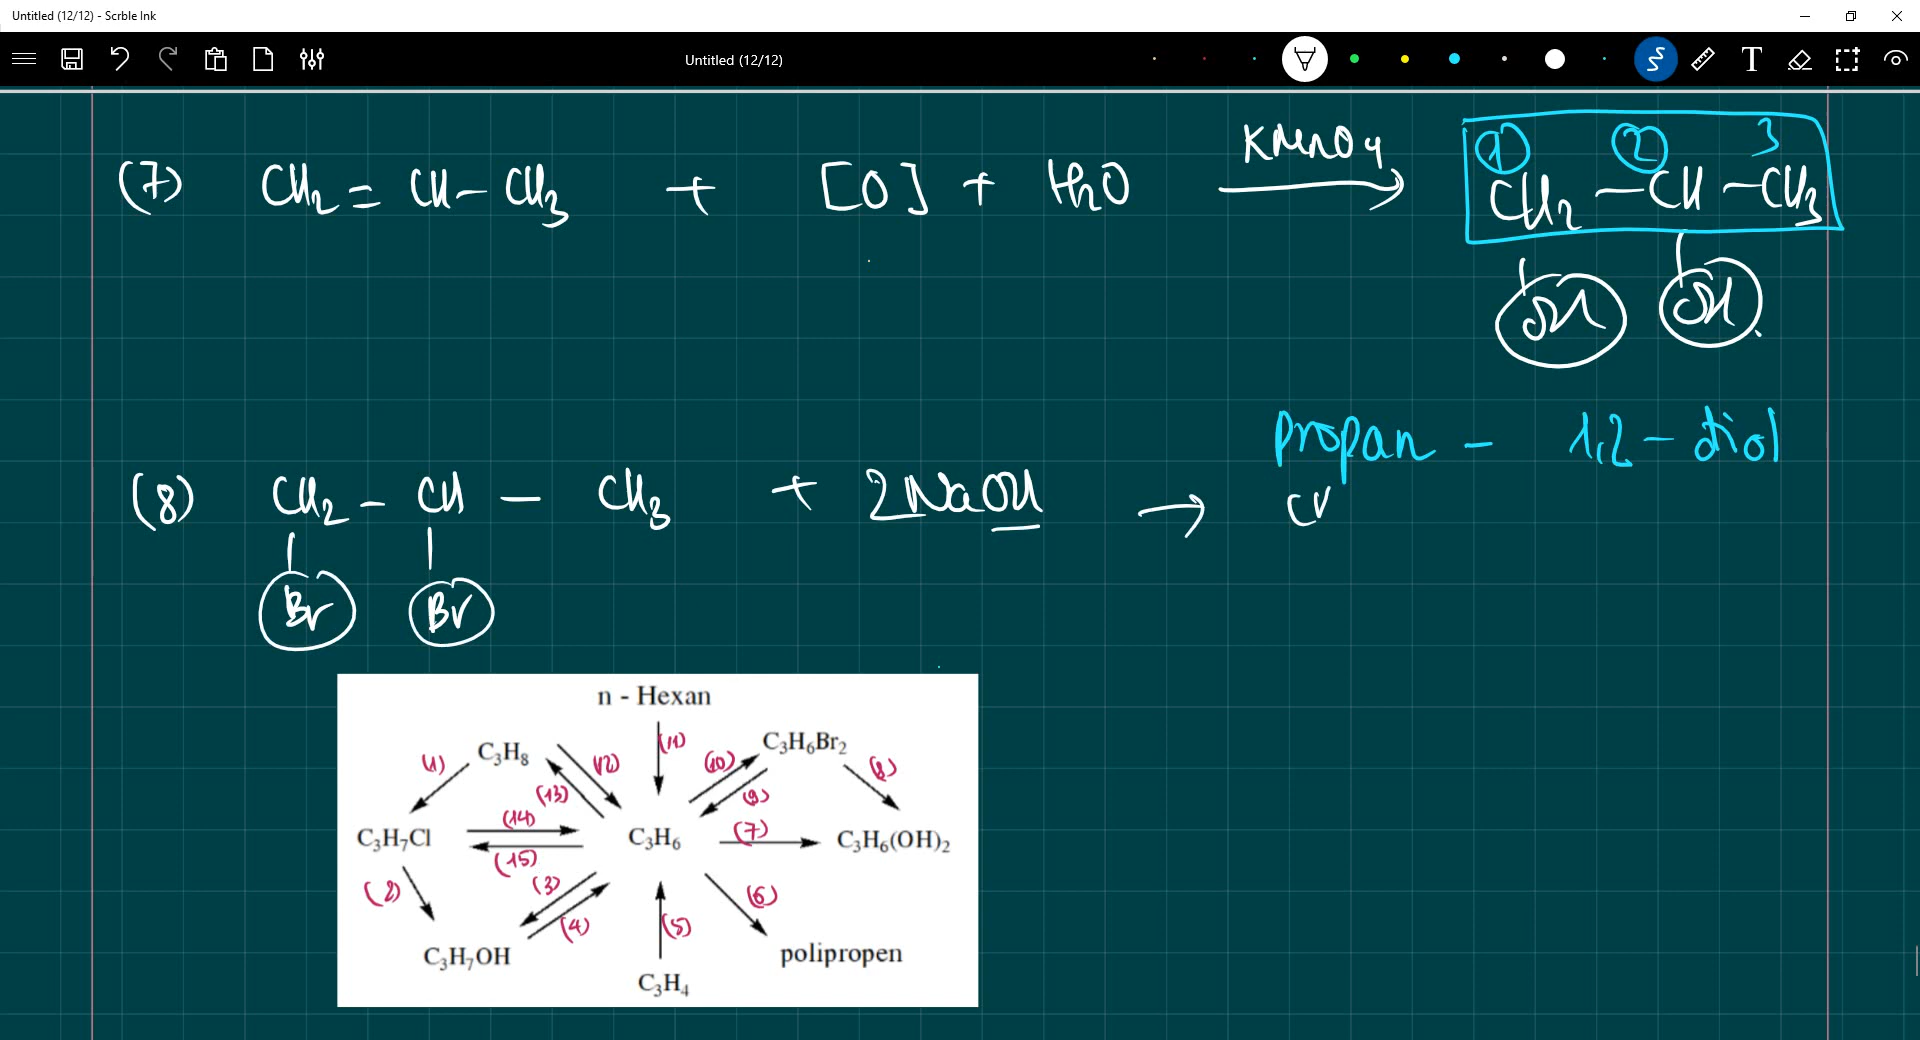 Untitled (12/12) - Scrble Ink
Untitled (12/12)
(7) CH₂ = CH - CH₃ + [O] + H₂O KMnO₄ → CH₂ - CH - CH₃
① ② 3
OH OH
Propan - 1,2 - diol
(8) CH₂ - CH - CH₃ + 2NaOH →
Br Br
n - Hexan
(11)
C₃H₈ (12) (10) C₃H₆Br₂
(1) (13) (9) (8)
C₃H₇Cl (14) C₃H₆ (7) C₃H₆(OH)₂
(15)
(2) (3) (4) (5) (6)
C₃H₇OH polipropen
C₃H₄